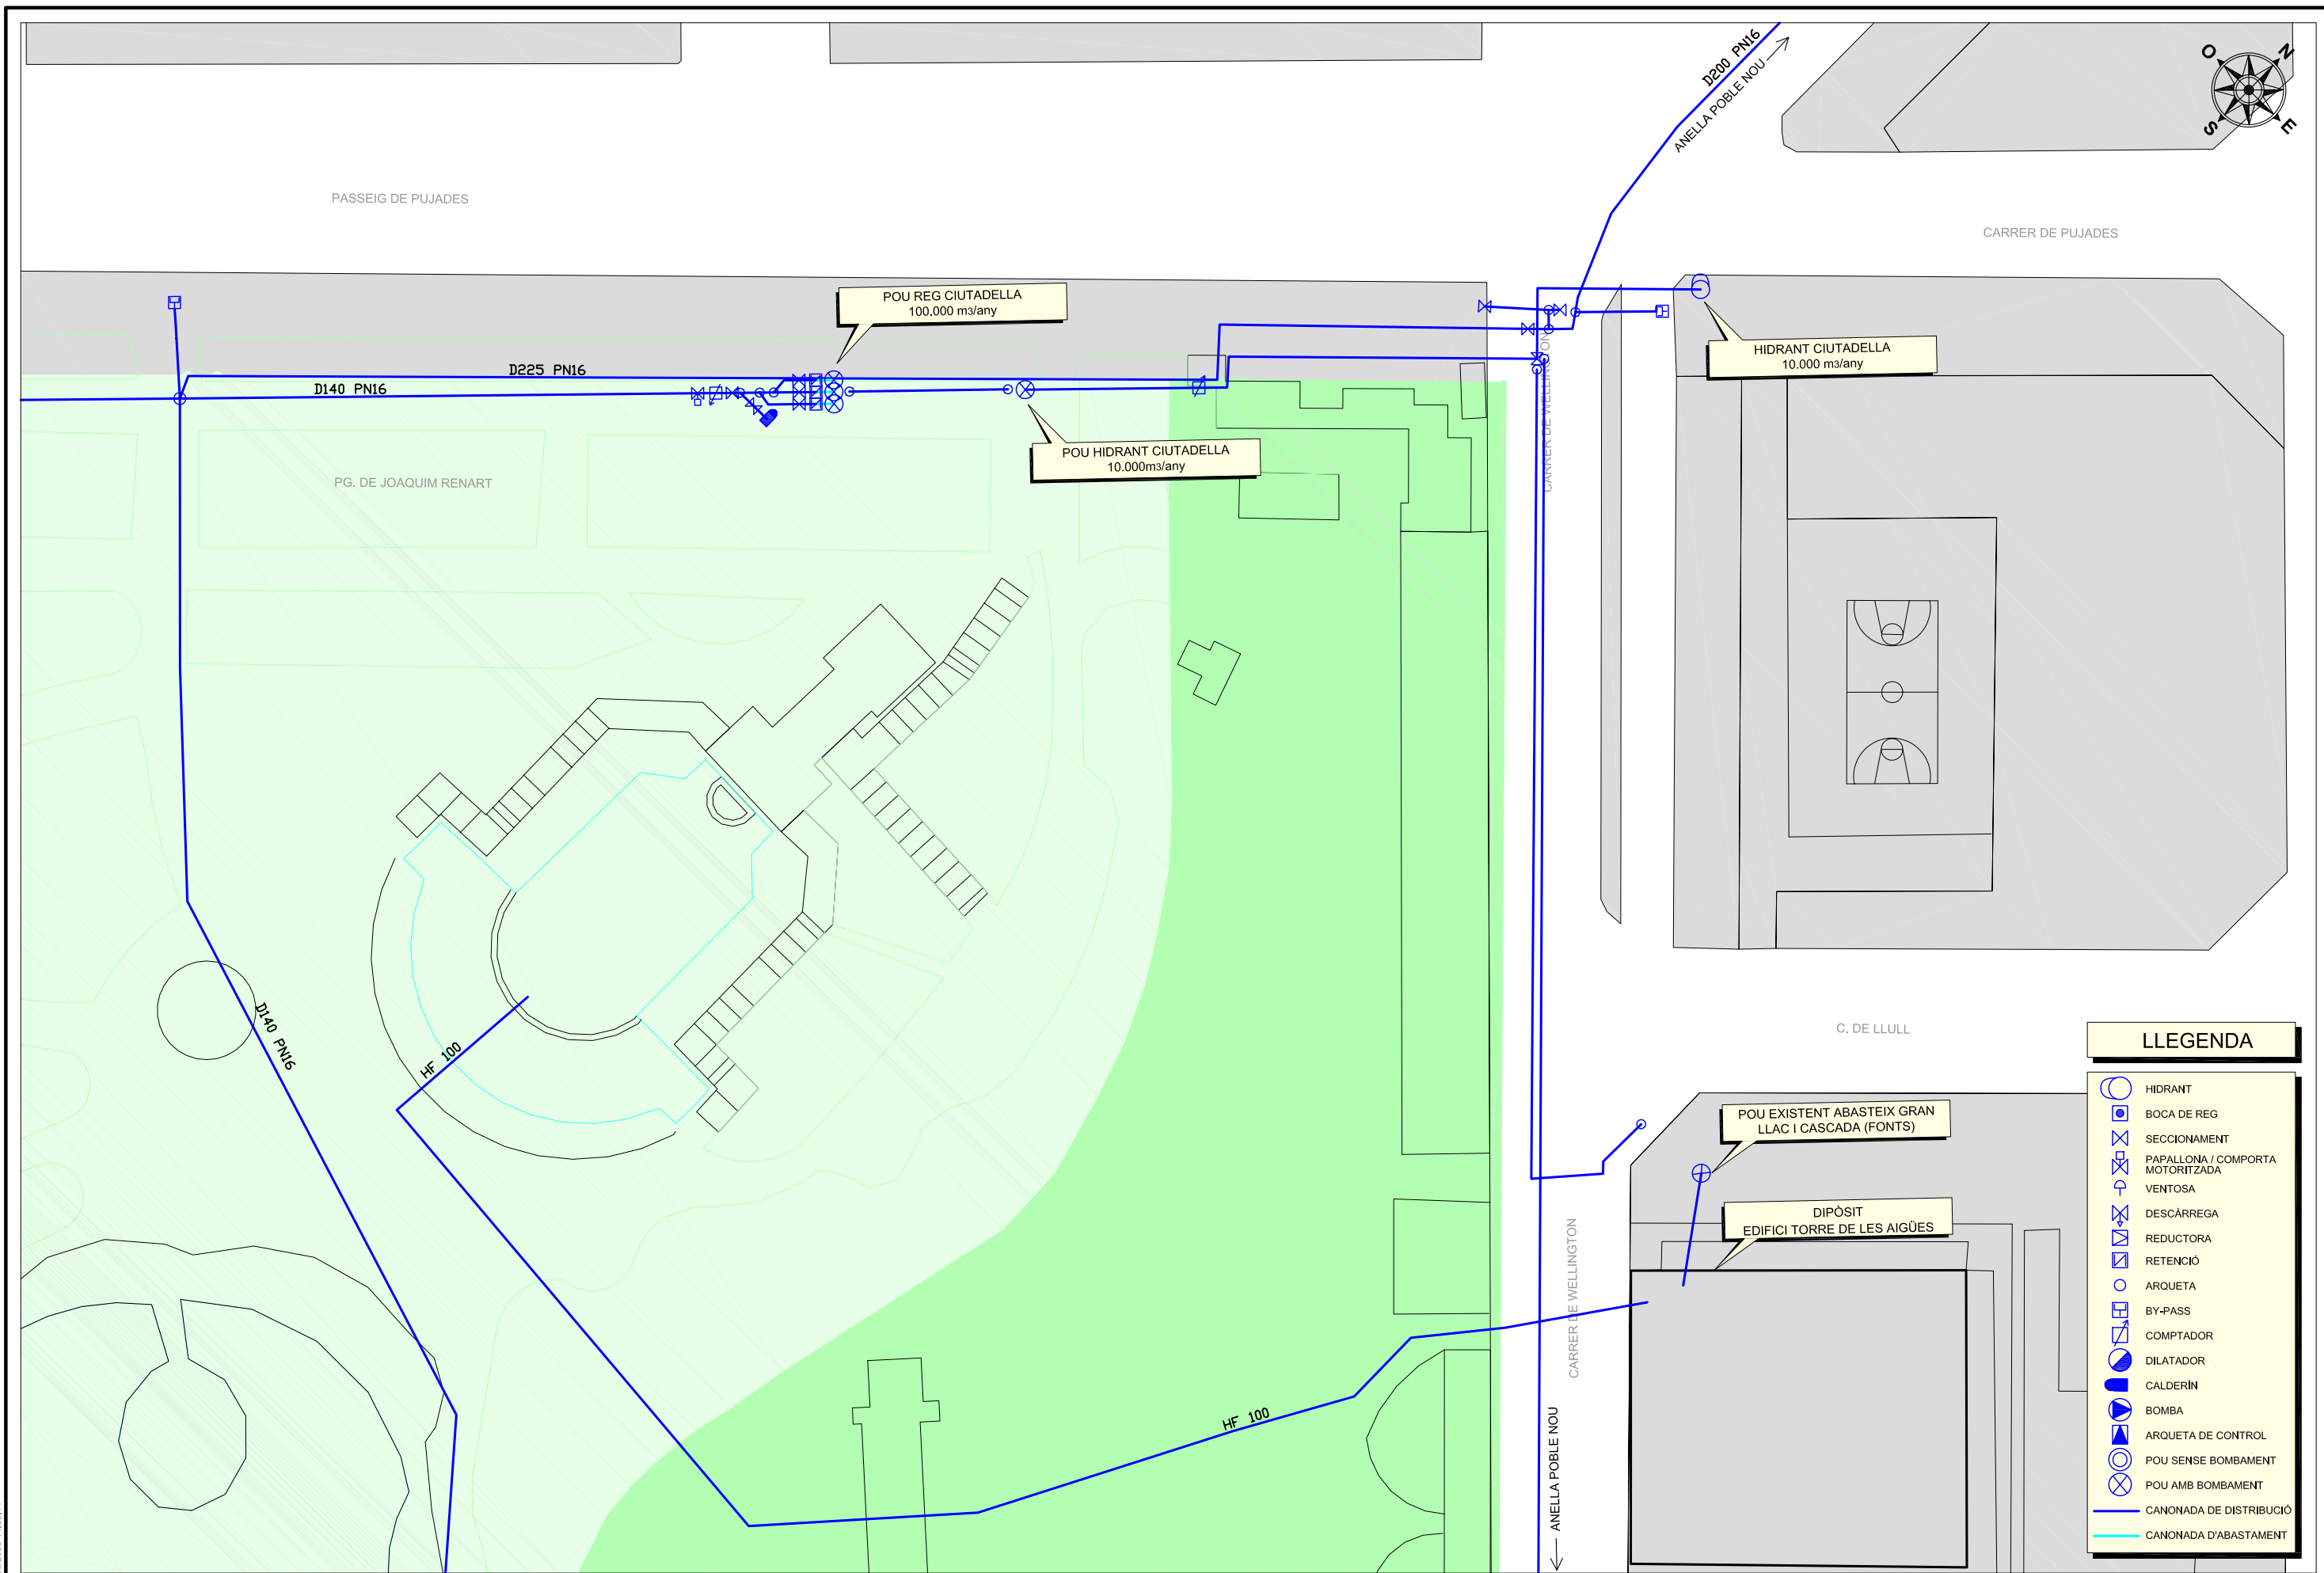 D200 PN16
ANELLA POBLE NOU
O
N
S
E
PASSEIG DE PUJADES
CARRER DE PUJADES
POU REG CIUTADELLA
100.000 m3/any
HIDRANT CIUTADELLA
10.000 m3/any
D225 PN16
D140 PN16
CARRER DE WELLINGTON
POU HIDRANT CIUTADELLA
10.000m3/any
PG. DE JOAQUIM RENART
D140 PN16
HF 100
C. DE LLULL
POU EXISTENT ABASTEIX GRAN
LLAC I CASCADA (FONTS)
DIPÒSIT
EDIFICI TORRE DE LES AIGÜES
CARRER DE WELLINGTON
HF 100
ANELLA POBLE NOU
LLEGENDA
HIDRANT
BOCA DE REG
SECCIONAMENT
PAPALLONA / COMPORTA
MOTORITZADA
VENTOSA
DESCÀRREGA
REDUCTORA
RETENCIÓ
ARQUETA
BY-PASS
COMPTADOR
DILATADOR
CALDERÍN
BOMBA
ARQUETA DE CONTROL
POU SENSE BOMBAMENT
POU AMB BOMBAMENT
CANONADA DE DISTRIBUCIÓ
CANONADA D'ABASTAMENT